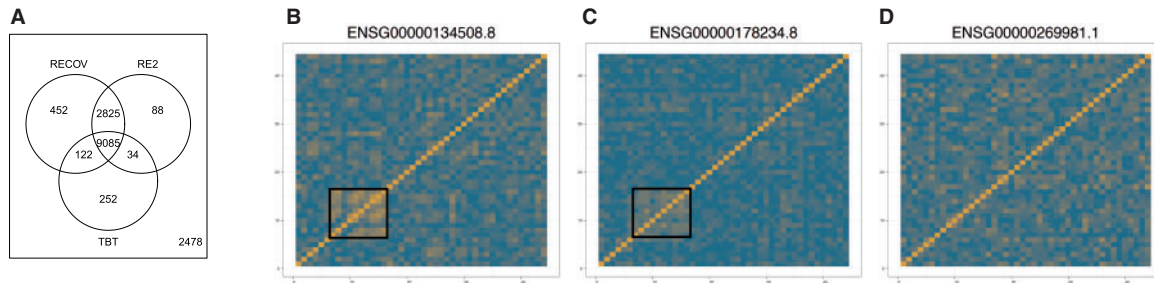 A
B
C
D
ENSG00000134508.8
ENSG00000178234.8
ENSG00000269981.1
RECOV
RE2
452
2825
88
9085
122
34
252
TBT
2478